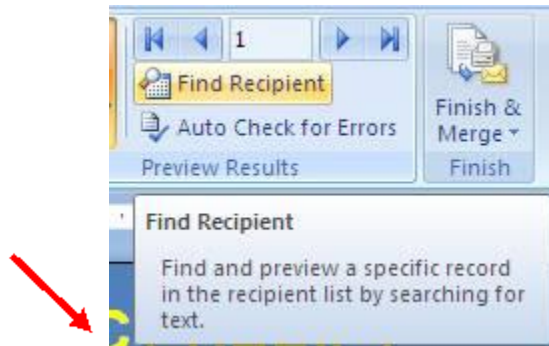 1
Find Recipient
Auto Check for Errors
Preview Results
Finish &
Merge
Finish
Find Recipient
Find and preview a specific record
in the recipient list by searching for
text.